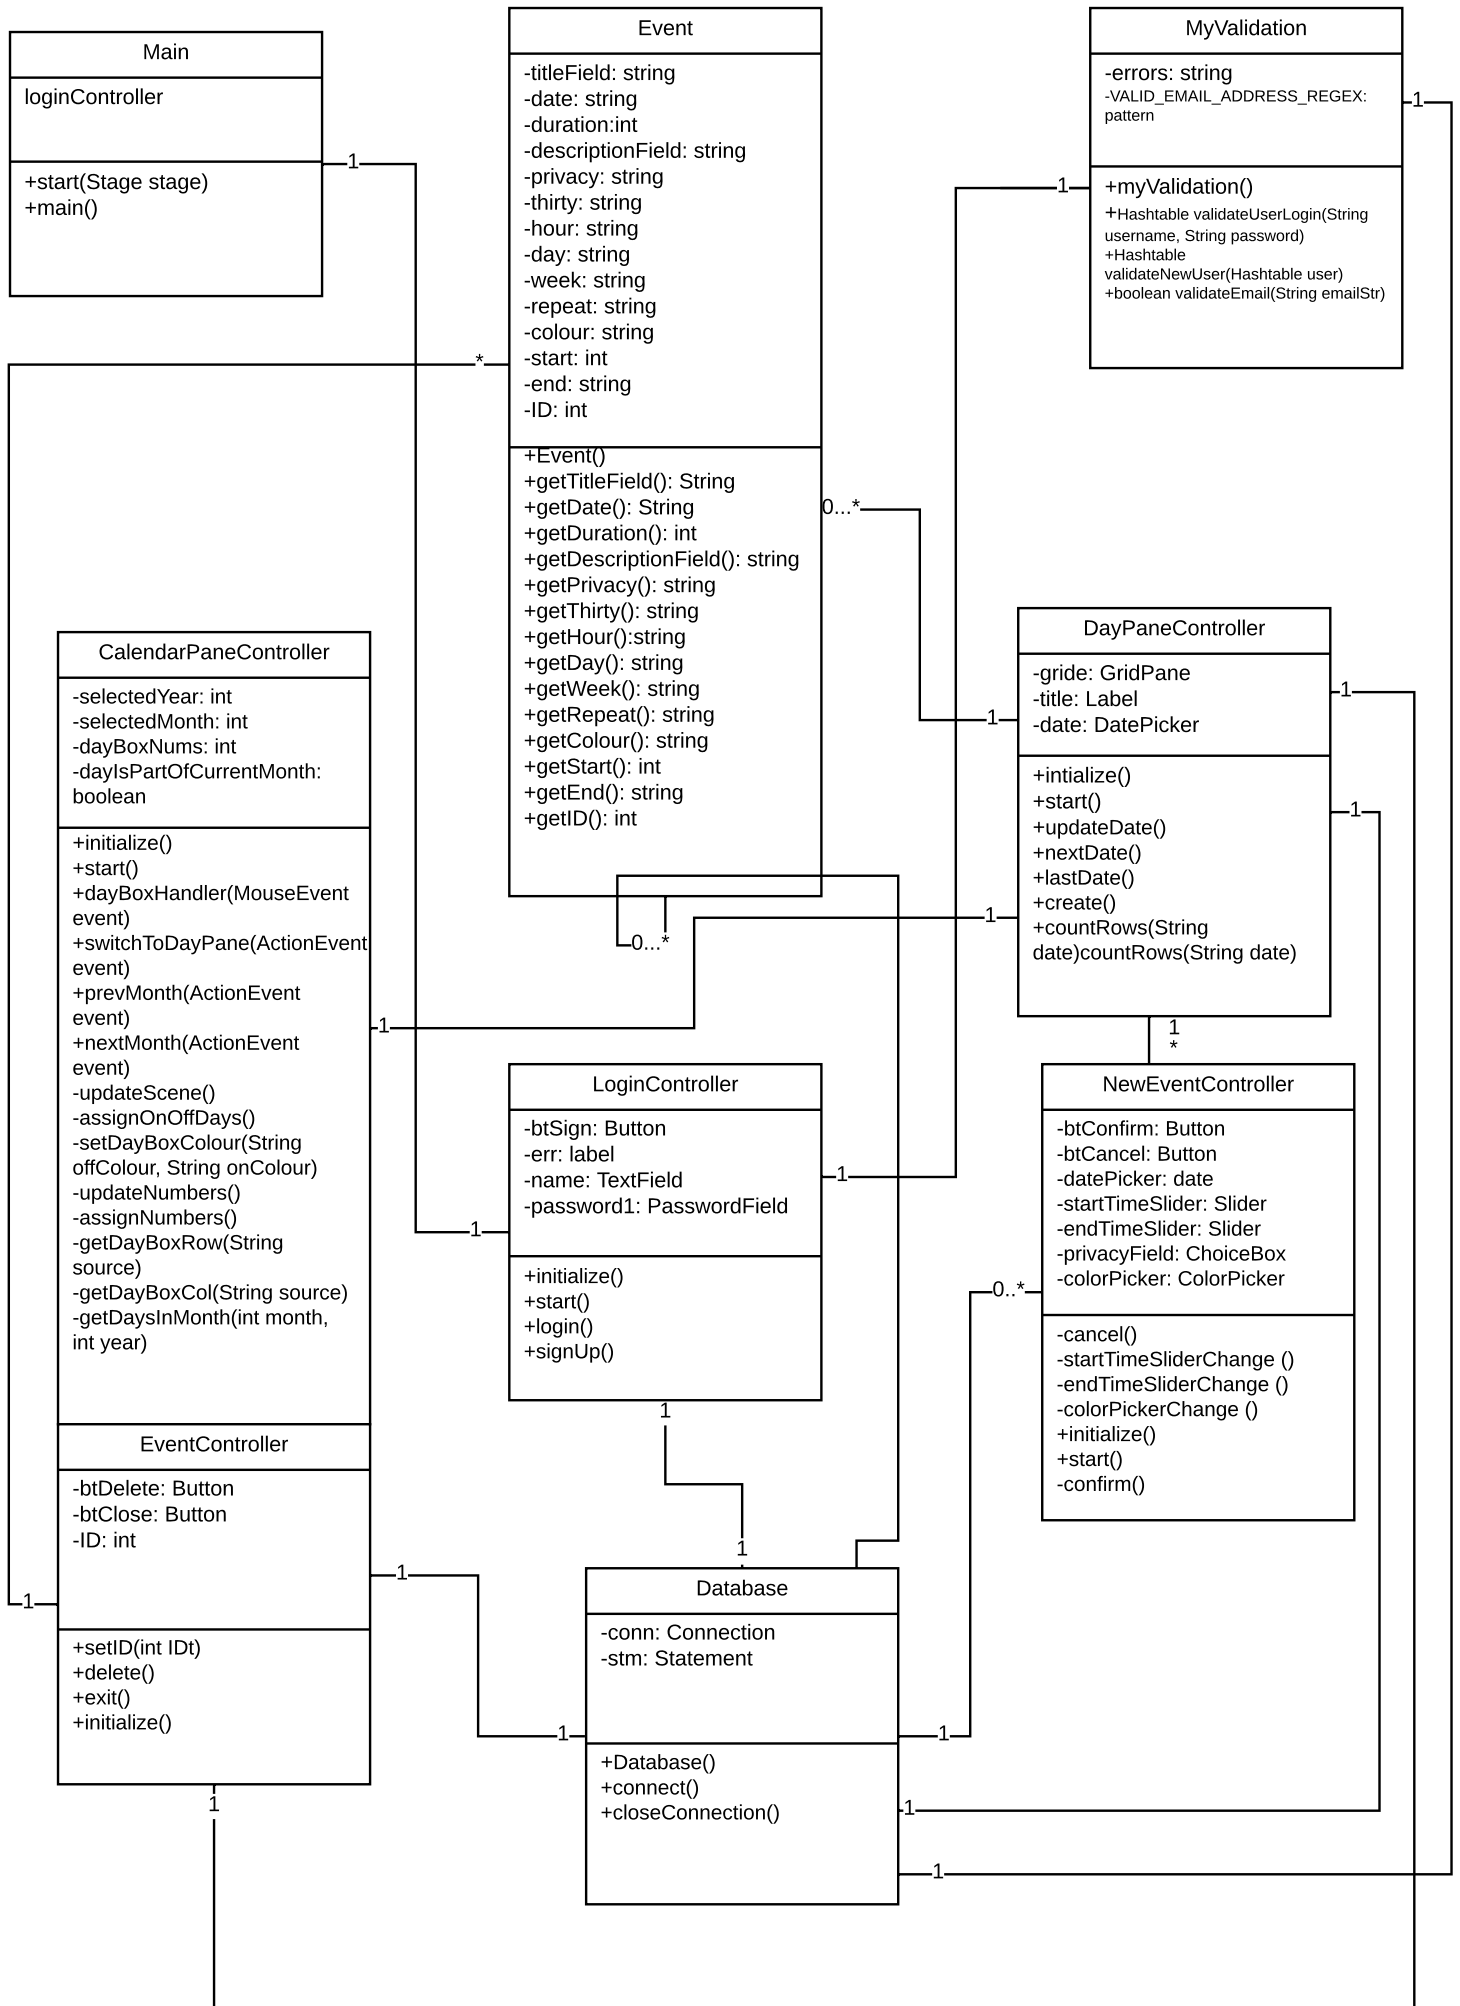 Main
loginController
+start(Stage stage)
+main()
1
Event
-titleField: string
-date: string
-duration:int
-descriptionField: string
-privacy: string
-thirty: string
-hour: string
-day: string
-week: string
-repeat: string
-colour: string
-start: int
-end: string
-ID: int
+Event()
+getTitleField(): String
+getDate(): String
+getDuration(): int
+getDescriptionField(): string
+getPrivacy(): string
+getThirty(): string
+getHour():string
+getDay(): string
+getWeek(): string
+getRepeat(): string
+getColour(): string
+getStart(): int
+getEnd(): string
+getID(): int
*
0...*
0...*
MyValidation
-errors: string
-VALID_EMAIL_ADDRESS_REGEX:
pattern
+myValidation()
+Hashtable validateUserLogin(String
username, String password)
+Hashtable
validateNewUser(Hashtable user)
+boolean validateEmail(String emailStr)
1
1
CalendarPaneController
-selectedYear: int
-selectedMonth: int
-dayBoxNums: int
-dayIsPartOfCurrentMonth:
boolean
+initialize()
+start()
+dayBoxHandler(MouseEvent
event)
+switchToDayPane(ActionEvent
event)
+prevMonth(ActionEvent
event)
+nextMonth(ActionEvent
event)
-updateScene()
-assignOnOffDays()
-setDayBoxColour(String
offColour, String onColour)
-updateNumbers()
-assignNumbers()
-getDayBoxRow(String
source)
-getDayBoxCol(String source)
-getDaysInMonth(int month,
int year)
1
DayPaneController
-gride: GridPane
-title: Label
-date: DatePicker
+intialize()
+start()
+updateDate()
+nextDate()
+lastDate()
+create()
+countRows(String
date)countRows(String date)
1
1
1
1
1
*
LoginController
-btSign: Button
-err: label
-name: TextField
-password1: PasswordField
+initialize()
+start()
+login()
+signUp()
1
1
1
NewEventController
-btConfirm: Button
-btCancel: Button
-datePicker: date
-startTimeSlider: Slider
-endTimeSlider: Slider
-privacyField: ChoiceBox
-colorPicker: ColorPicker
-cancel()
-startTimeSliderChange ()
-endTimeSliderChange ()
-colorPickerChange ()
+initialize()
+start()
-confirm()
0..*
EventController
-btDelete: Button
-btClose: Button
-ID: int
+setID(int IDt)
+delete()
+exit()
+initialize()
1
1
1
Database
-conn: Connection
-stm: Statement
+Database()
+connect()
+closeConnection()
1
1
1
1
1